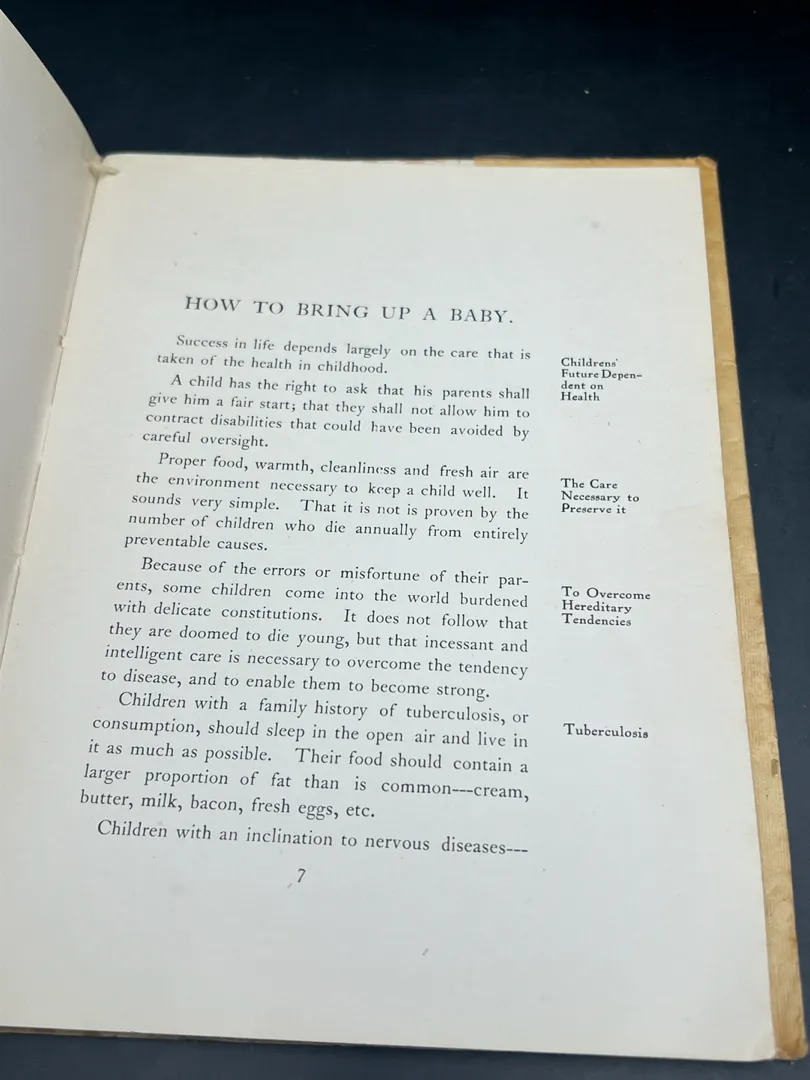 HOW TO BRING UP A BABY.
Success in life depends largely on the care that is
taken of the health in childhood.
Childrens'
Future Depen-
dent on
Health
A child has the right to ask that his parents shall
give him a fair start; that they shall not allow him to
contract disabilities that could have been avoided by
careful oversight.
Proper food, warmth, cleanliness and fresh air are
the environment necessary to keep a child well. It
sounds very simple. That it is not is proven by the
number of children who die annually from entirely
preventable causes.
The Care
Necessary to
Preserve it
Because of the errors or misfortune of their par-
ents, some children come into the world burdened
with delicate constitutions. It does not follow that
they are doomed to die young, but that incessant and
intelligent care is necessary to overcome the tendency
to disease, and to enable them to become strong.
To Overcome
Hereditary
Tendencies
Children with a family history of tuberculosis, or
consumption, should sleep in the open air and live in
it as much as possible. Their food should contain a
larger proportion of fat than is common---cream,
butter, milk, bacon, fresh eggs, etc.
Tuberculosis
Children with an inclination to nervous diseases---
7